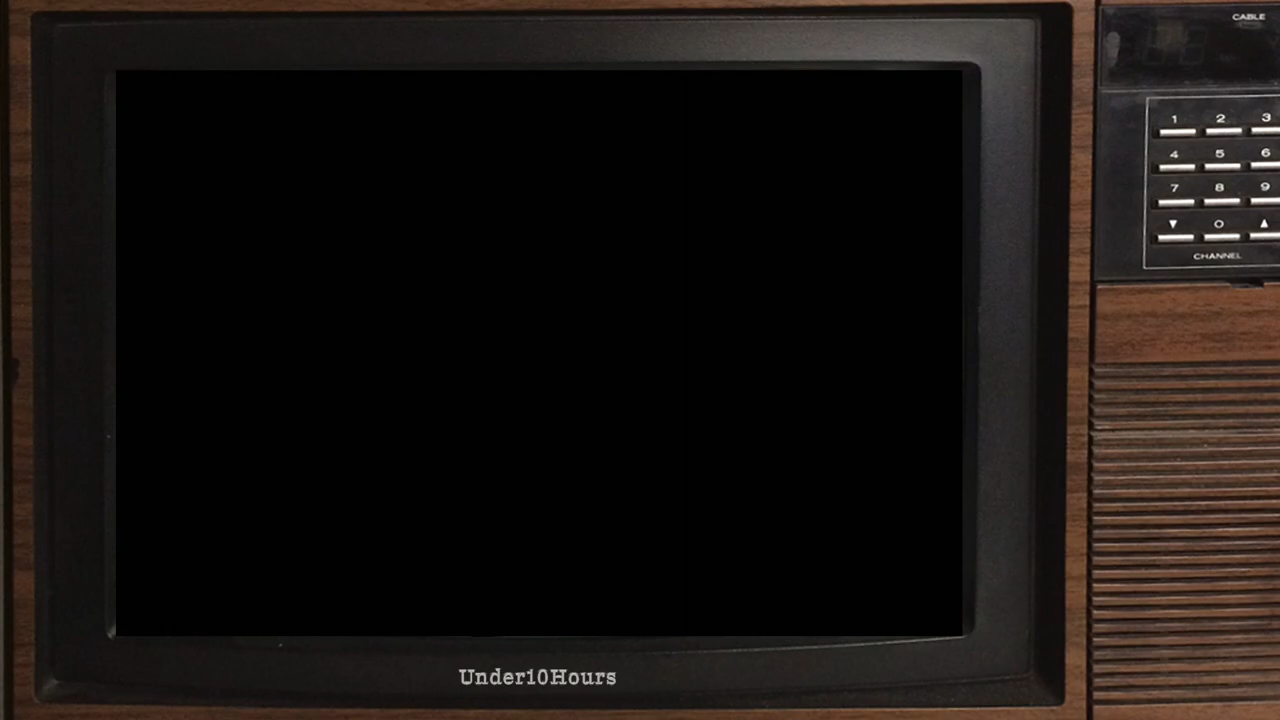 CABLE
1 2 3
4 5 6
7 8 9
▼ 0 ▲
CHANNEL
Under10Hours